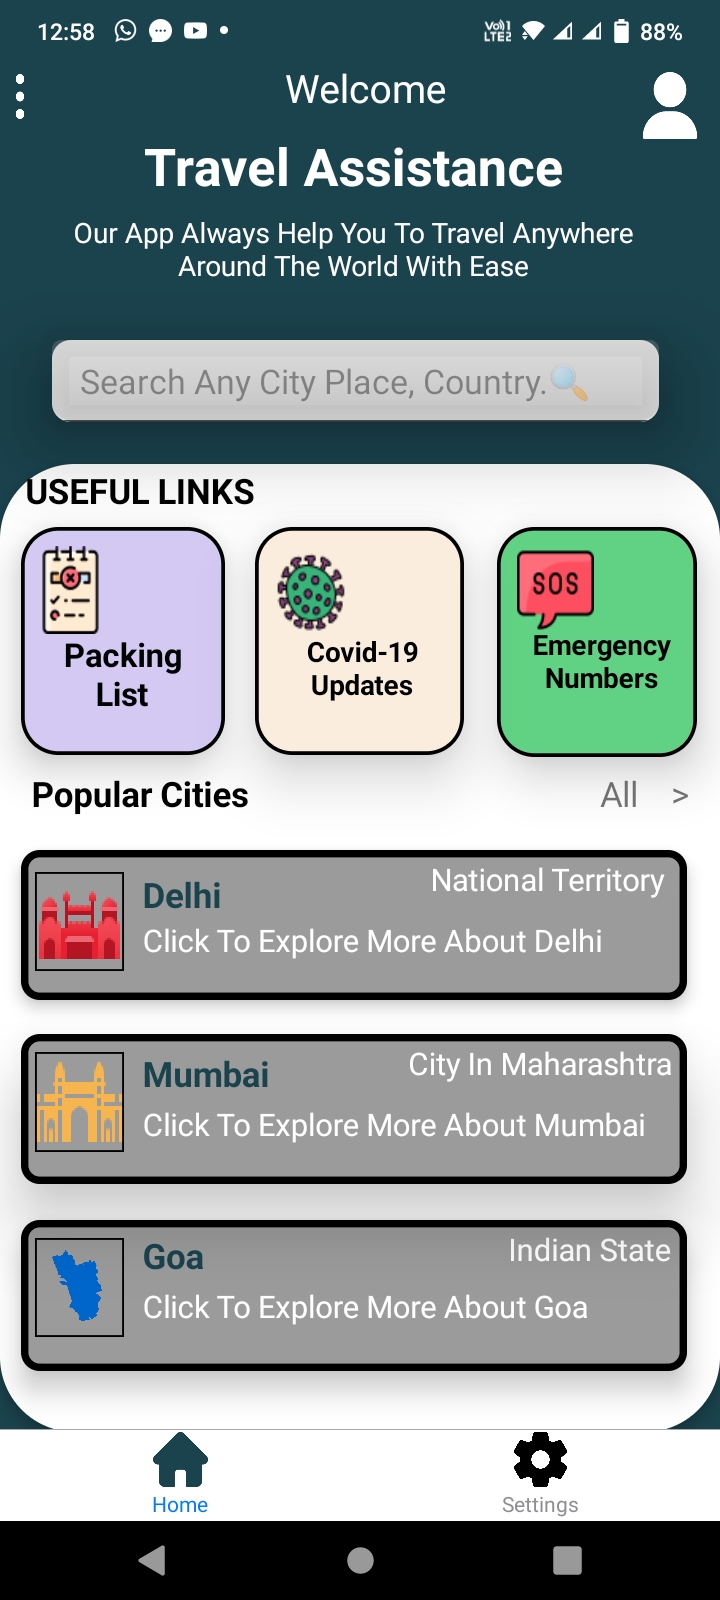 12:58
Vo)) 1
LTE2
88%
Welcome
Travel Assistance
Our App Always Help You To Travel Anywhere
Around The World With Ease
Search Any City Place, Country.🔍
USEFUL LINKS
Packing
List
Covid-19
Updates
SOS
Emergency
Numbers
Popular Cities
All >
Delhi
National Territory
Click To Explore More About Delhi
Mumbai
City In Maharashtra
Click To Explore More About Mumbai
Goa
Indian State
Click To Explore More About Goa
Home
Settings